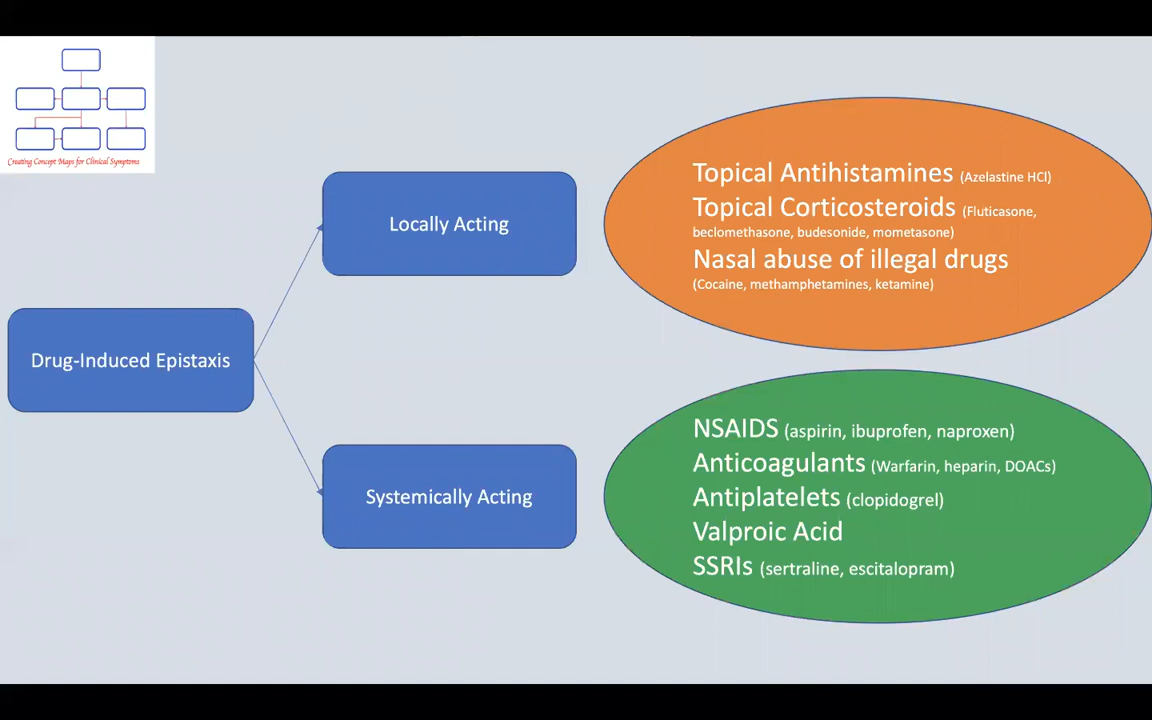 Creating Concept Maps for Clinical Symptoms
Drug-Induced Epistaxis
Locally Acting
Topical Antihistamines (Azelastine HCl)
Topical Corticosteroids (Fluticasone,
beclomethasone, budesonide, mometasone)
Nasal abuse of illegal drugs
(Cocaine, methamphetamines, ketamine)
Systemically Acting
NSAIDS (aspirin, ibuprofen, naproxen)
Anticoagulants (Warfarin, heparin, DOACs)
Antiplatelets (clopidogrel)
Valproic Acid
SSRIs (sertraline, escitalopram)